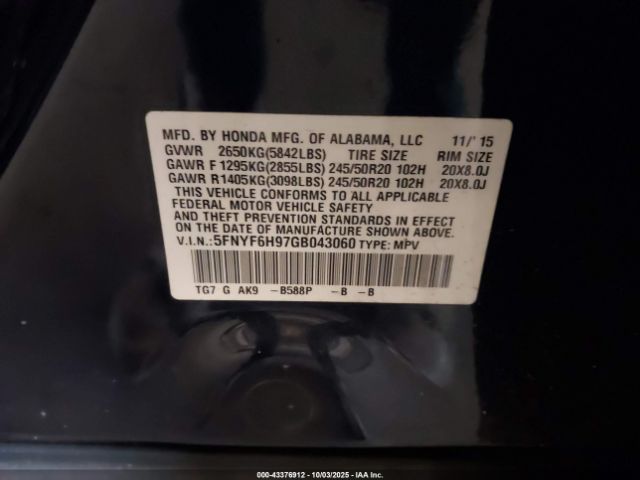 MFD. BY HONDA MFG. OF ALABAMA, LLC 11/'15
GVWR 2650KG(5842LBS) TIRE SIZE RIM SIZE
GAWR F 1295KG(2855LBS) 245/50R20 102H 20X8.0J
GAWR R1405KG(3098LBS) 245/50R20 102H 20X8.0J
THIS VEHICLE CONFORMS TO ALL APPLICABLE
FEDERAL MOTOR VEHICLE SAFETY
AND THEFT PREVENTION STANDARDS IN EFFECT
ON THE DATE OF MANUFACTURE SHOWN ABOVE.
V.I.N.:5FNYF6H97GB043060 TYPE: MPV
TG7 G AK9 -B588P -B -B
000-43376912 - 10/03/2025 - IAA Inc.